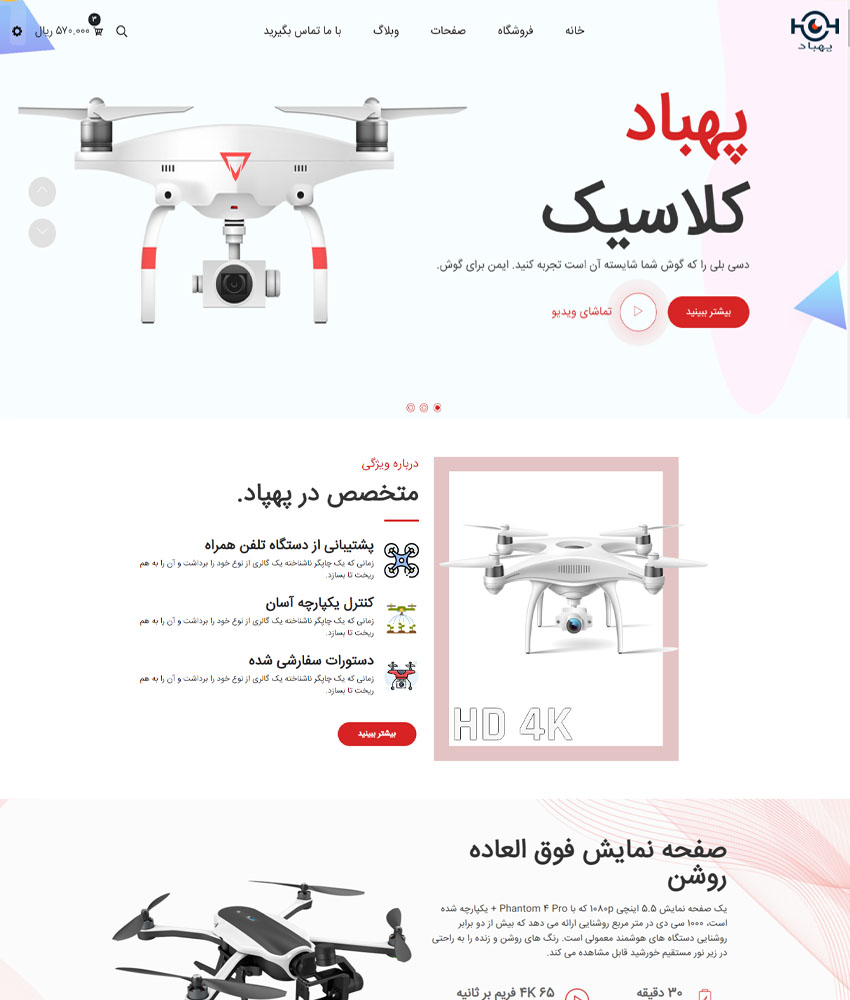 پهباد
خانه
فروشگاه
صفحات
وبلاگ
با ما تماس بگیرید
۳
۵۷۰,۰۰۰ ریال
پهباد
کلاسیک
دسی بلی را که گوش شما شایسته آن است تجربه کنید. ایمن برای گوش.
بیشتر ببینید
تماشای ویدیو
درباره ویژگی
متخصص در پهپاد.
پشتیبانی از دستگاه تلفن همراه
زمانی که یک چاپگر ناشناخته یک گالری از نوع خود را برداشت و آن را به هم
ریخت تا بسازد.
کنترل یکپارچه آسان
زمانی که یک چاپگر ناشناخته یک گالری از نوع خود را برداشت و آن را به هم
ریخت تا بسازد.
دستورات سفارشی شده
زمانی که یک چاپگر ناشناخته یک گالری از نوع خود را برداشت و آن را به هم
ریخت تا بسازد.
بیشتر ببینید
HD 4K
صفحه نمایش فوق العاده
روشن
یک صفحه نمایش ۵.۵ اینچی ۱۰۸۰p که با Phantom ۴ Pro + یکپارچه شده
است، ۱۰۰۰ سی دی در متر مربع روشنایی ارائه می دهد که بیش از دو برابر
روشنایی دستگاه های هوشمند معمولی است. رنگ های روشن و زنده را به راحتی
در زیر نور مستقیم خورشید قابل مشاهده می کند.
۳۰ دقیقه
۴K ۶۵ فریم بر ثانیه